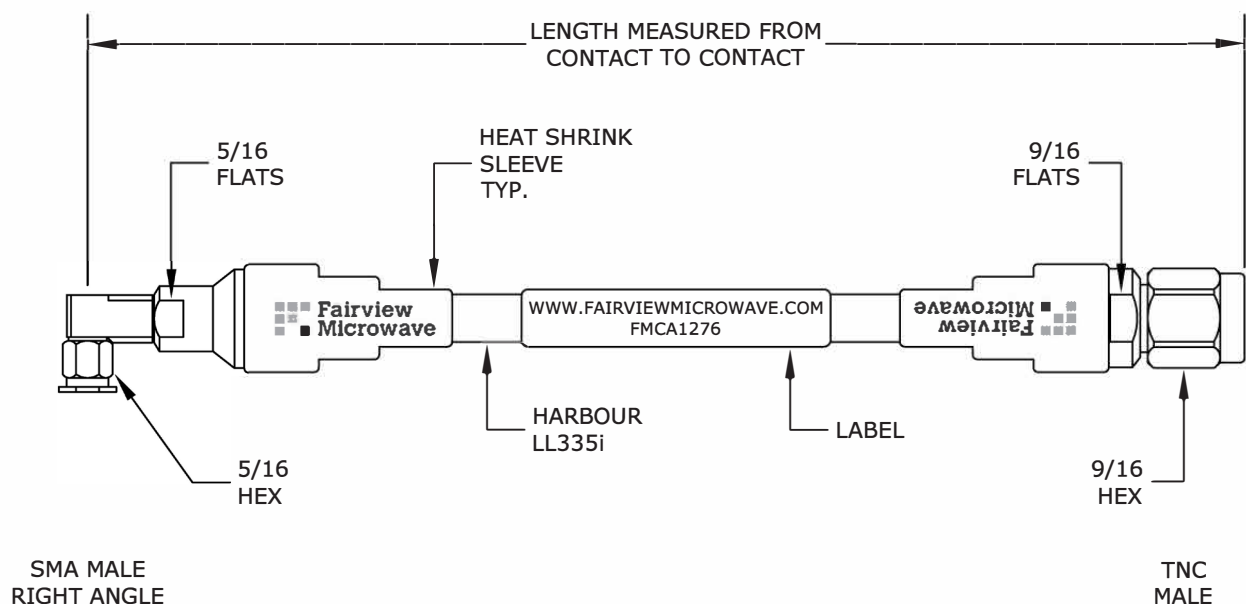 LENGTH MEASURED FROM
CONTACT TO CONTACT
HEAT SHRINK
SLEEVE
TYP.
5/16
FLATS
9/16
FLATS
Fairview
Microwave
WWW.FAIRVIEWMICROWAVE.COM
FMCA1276
Fairview
Microwave
HARBOUR
LL335i
LABEL
5/16
HEX
9/16
HEX
SMA MALE
RIGHT ANGLE
TNC
MALE